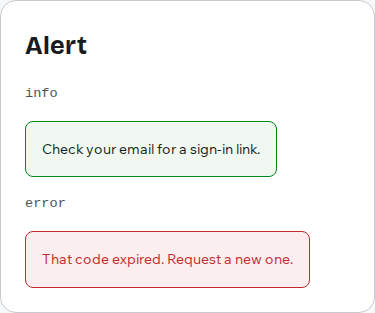 Alert
info
Check your email for a sign-in link.
error
That code expired. Request a new one.